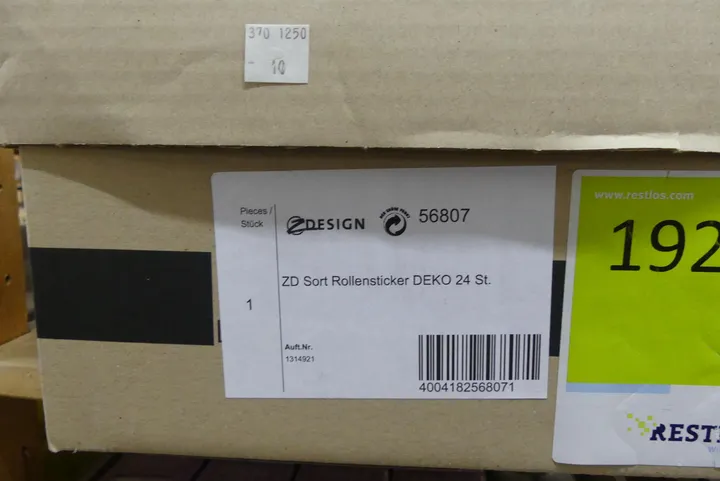 370 1250
- 10
Pieces /
Stück
ZDESIGN
56807
ZD Sort Rollensticker DEKO 24 St.
1
Auft.Nr.
1314921
4004182568071
www.restlos.com
192
REST